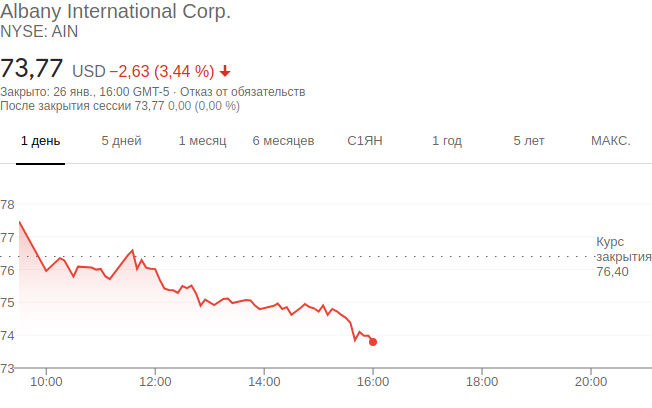 Albany International Corp.
NYSE: AIN
73,77 USD −2,63 (3,44 %)
Закрыто: 26 янв., 16:00 GMT-5 · Отказ от обязательств
После закрытия сессии 73,77 0,00 (0,00 %)
1 день 5 дней 1 месяц 6 месяцев С1ЯН 1 год 5 лет МАКС.
78
77
76
75
74
73
Курс
закрытия
76,40
10:00 12:00 14:00 16:00 18:00 20:00